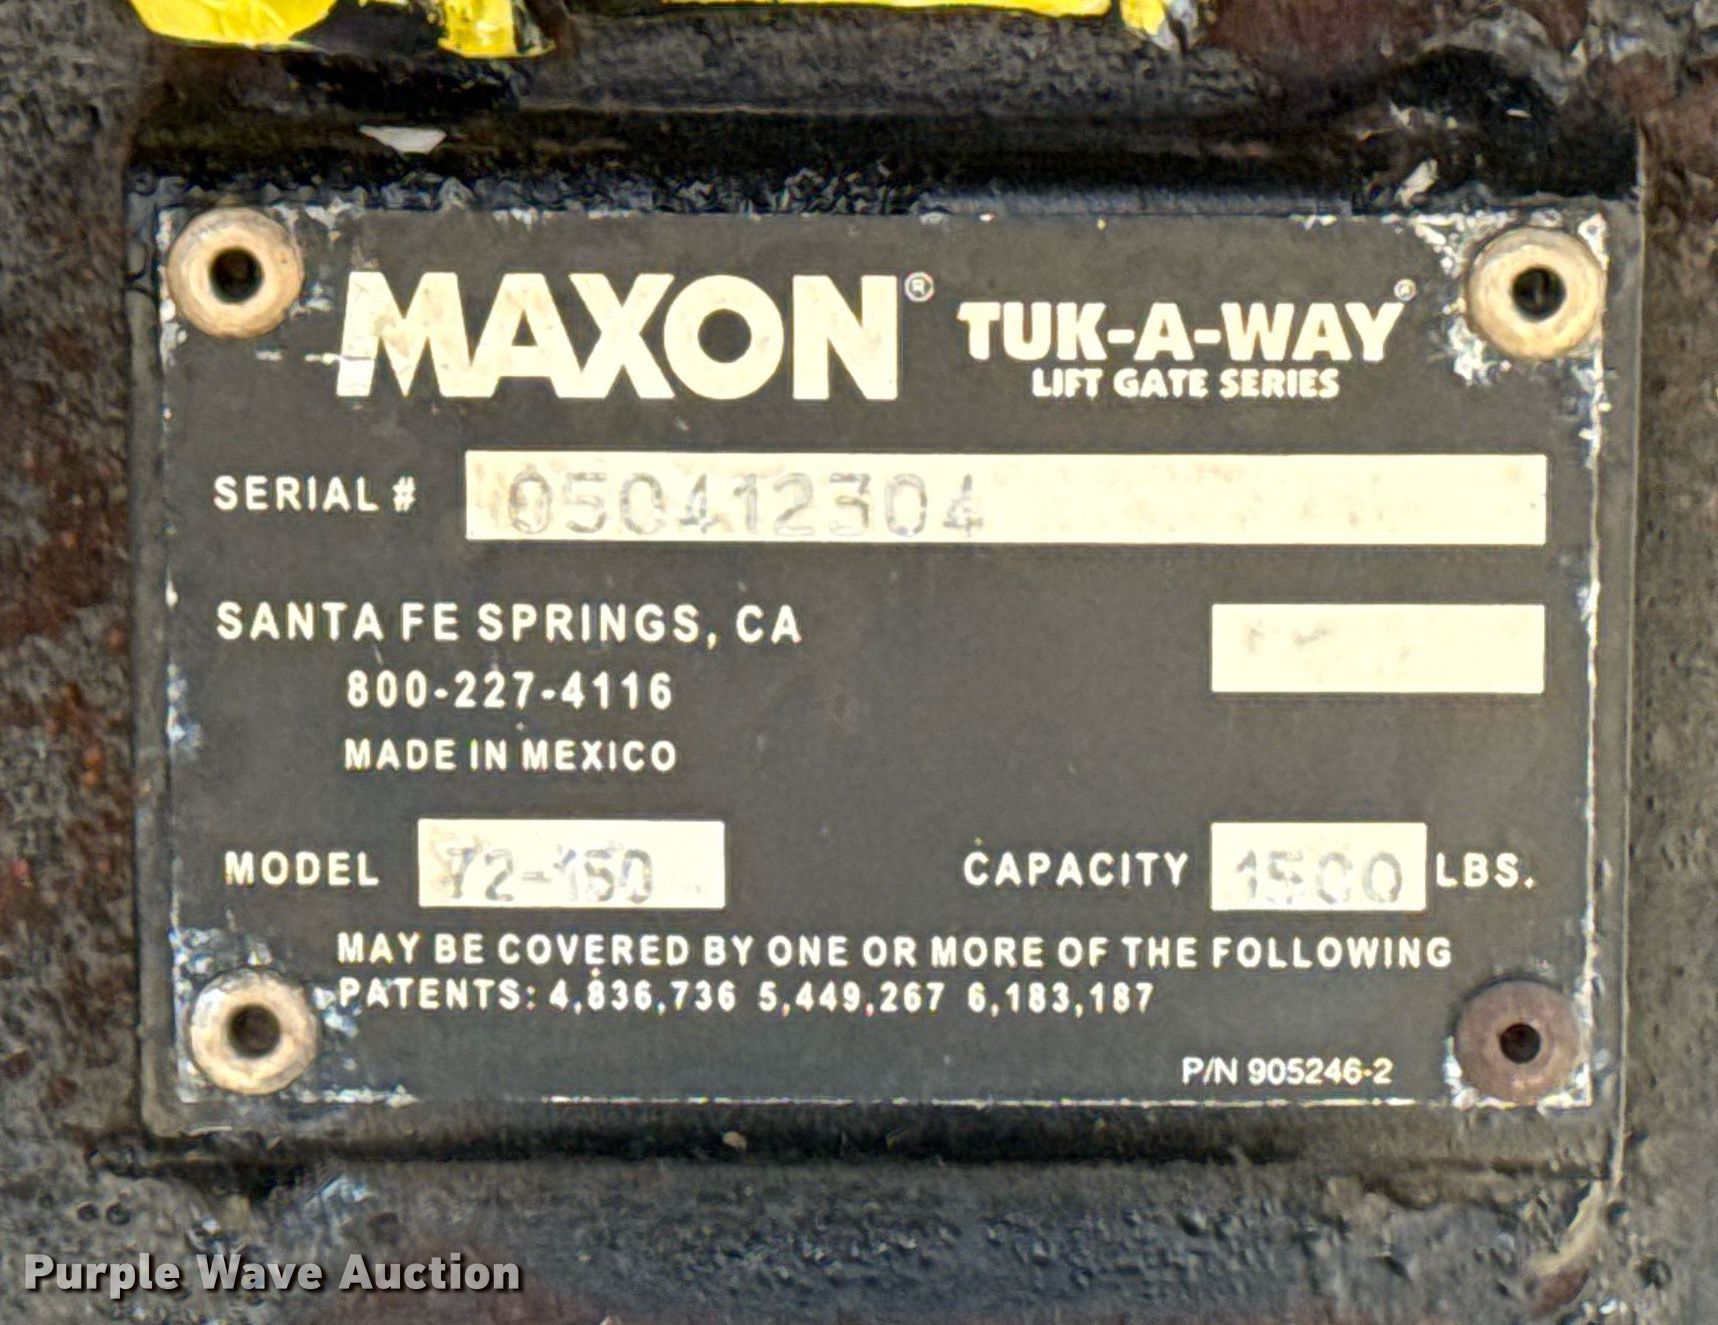 MAXON® TUK-A-WAY®
LIFT GATE SERIES
SERIAL # 050412304
SANTA FE SPRINGS, CA
800-227-4116
MADE IN MEXICO
MODEL 72-150 CAPACITY 1500 LBS.
MAY BE COVERED BY ONE OR MORE OF THE FOLLOWING
PATENTS: 4,836,736 5,449,267 6,183,187
P/N 905246-2
Purple Wave Auction